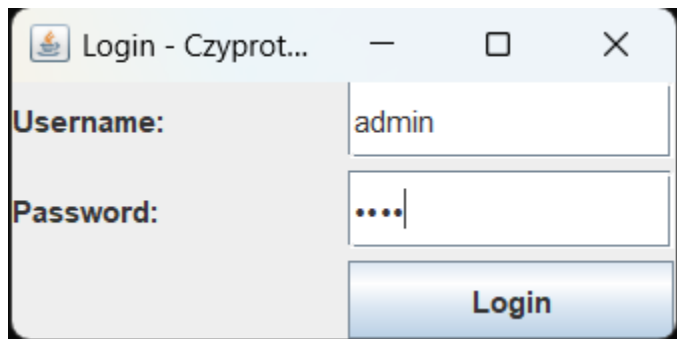 Login - Czyprot...
Username: admin
Password: ••••
Login